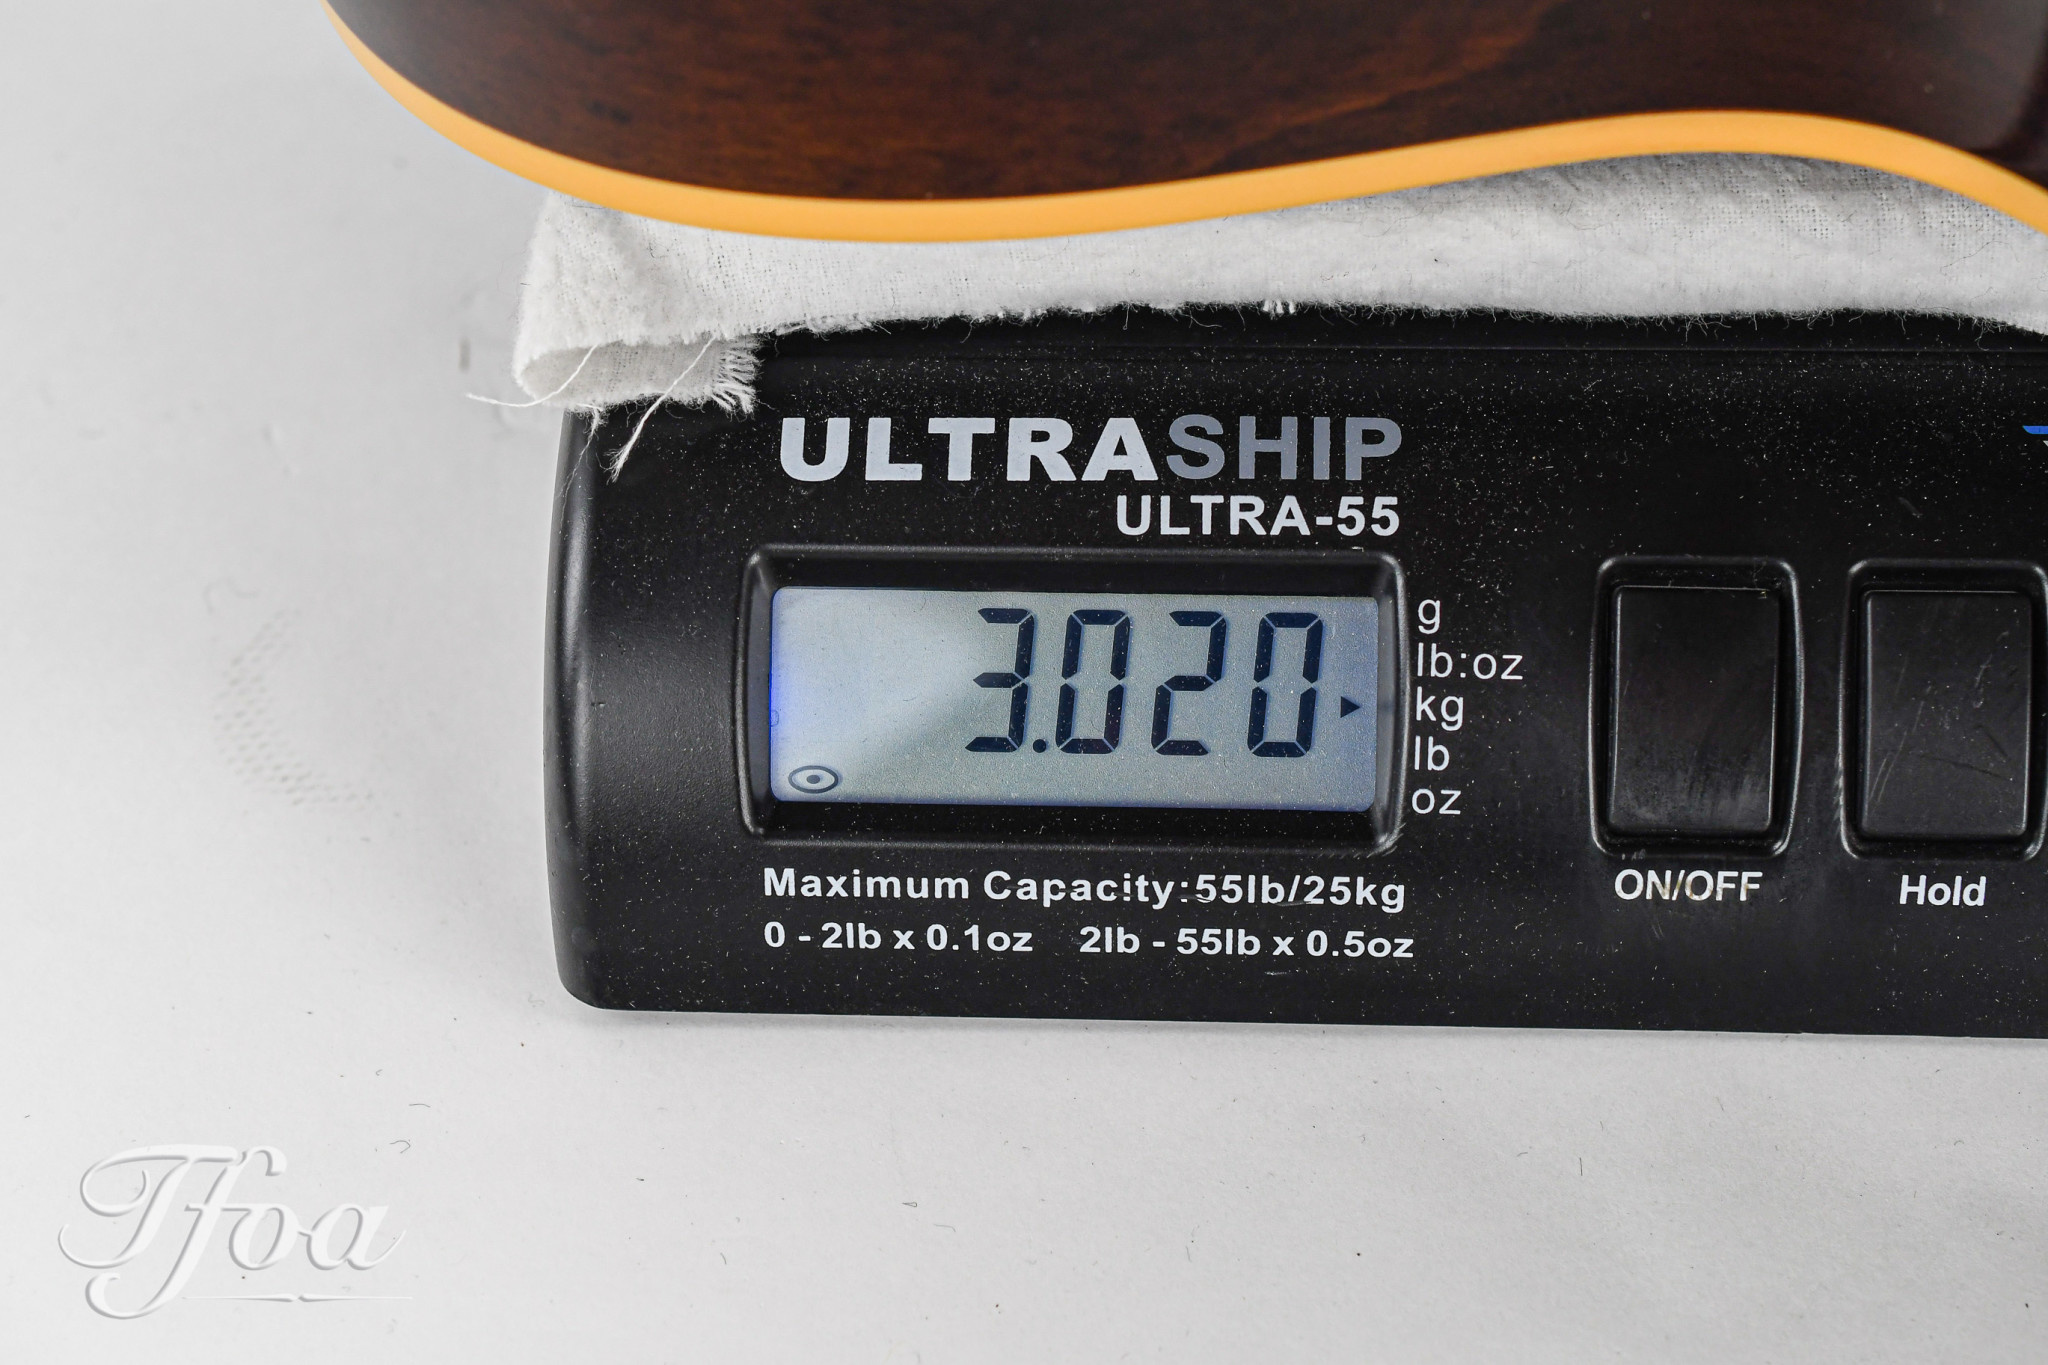 ULTRASHIP
ULTRA-55
3.020
g
lb:oz
kg
lb
oz
Maximum Capacity:55lb/25kg
0 - 2lb x 0.1oz 2lb - 55lb x 0.5oz
ON/OFF
Hold
Tfoa